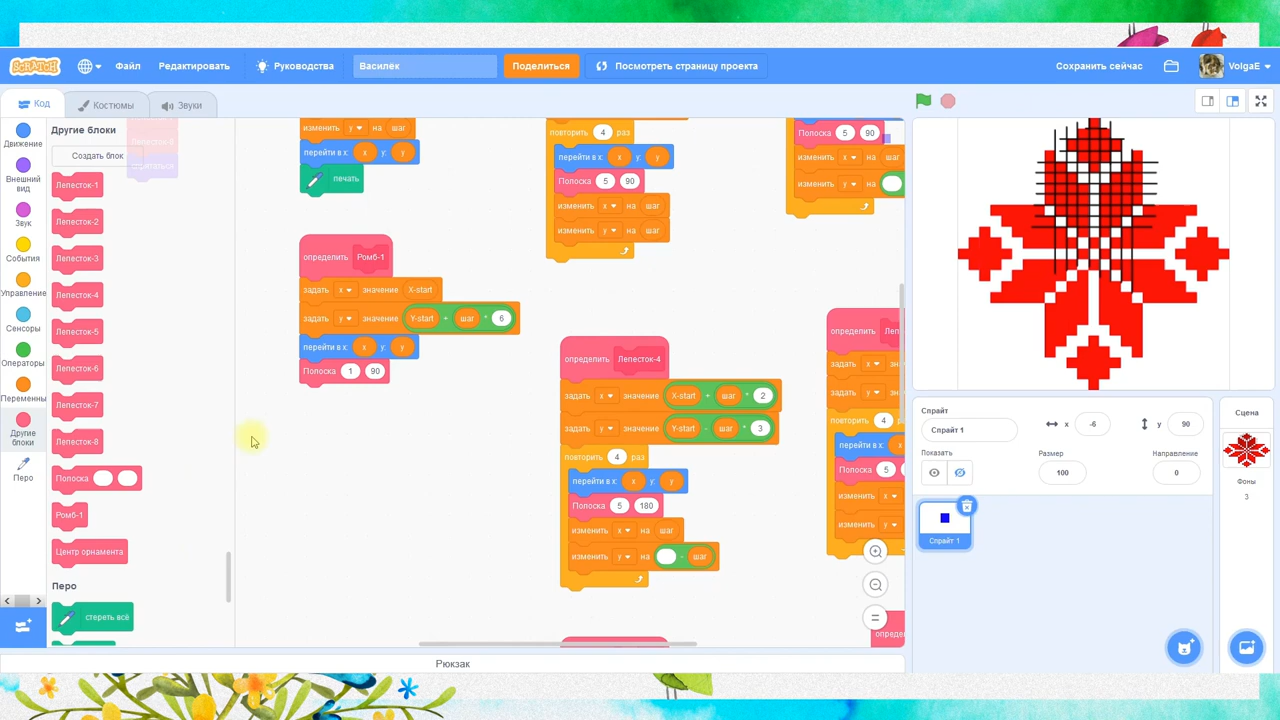 SCRATCH
Файл
Редактировать
Руководства
Василёк
Поделиться
Посмотреть страницу проекта
Сохранить сейчас
VolgaE
Код
Костюмы
Звуки
Движение
Внешний вид
Звук
События
Управление
Сенсоры
Операторы
Переменны
Другие блоки
Перо
Другие блоки
Создать блок
Лепесток-1
Лепесток-2
Лепесток-3
Лепесток-4
Лепесток-5
Лепесток-6
Лепесток-7
Лепесток-8
Полоска
Ромб-1
Центр орнамента
Перо
стереть всё
изменить y на шаг
перейти в x: x y: y
печать
определить Ромб-1
задать x значение X-start
задать y значение Y-start + шаг * 6
перейти в x: x y: y
Полоска 1 90
повторить 4 раз
перейти в x: x y: y
Полоска 5 90
изменить x на шаг
изменить y на шаг
определить Лепесток-4
задать x значение X-start + шаг * 2
задать y значение Y-start - шаг * 3
повторить 4 раз
перейти в x: x y: y
Полоска 5 180
изменить x на шаг
изменить y на - шаг
Полоска 5 90
изменить x на шаг
изменить y на
определить
задать x
задать y
повторить 4
перейти в x:
Полоска 5
изменить x
изменить y
Рюкзак
Спрайт
Спрайт 1
x -6
y 90
Показать
Размер
100
Направление
0
Спрайт 1
Сцена
Фоны
3